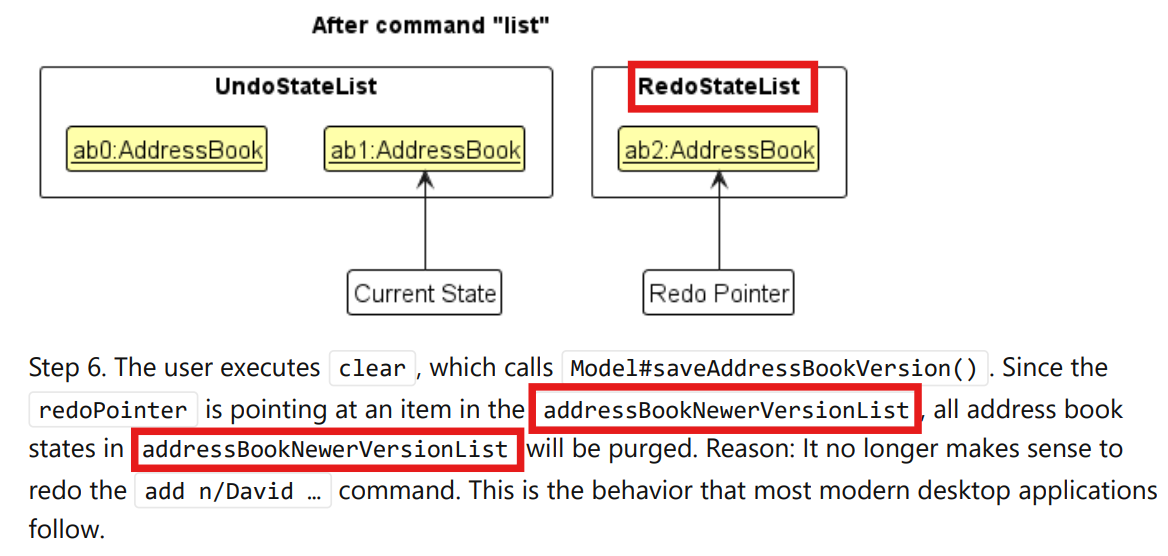 After command "list"
UndoStateList
RedoStateList
ab0:AddressBook
ab1:AddressBook
ab2:AddressBook
Current State
Redo Pointer
Step 6. The user executes clear , which calls Model#saveAddressBookVersion() . Since the
redoPointer is pointing at an item in the addressBookNewerVersionList , all address book
states in addressBookNewerVersionList will be purged. Reason: It no longer makes sense to
redo the add n/David … command. This is the behavior that most modern desktop applications
follow.